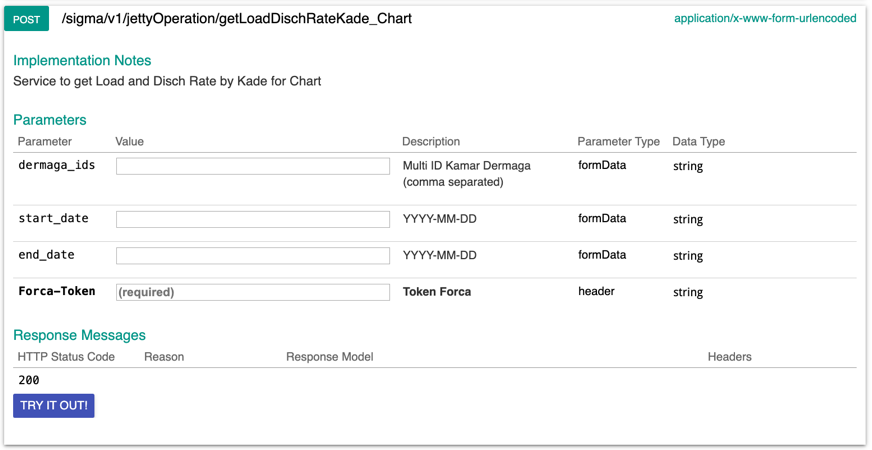 POST /sigma/v1/jettyOperation/getLoadDischRateKade_Chart application/x-www-form-urlencoded
Implementation Notes
Service to get Load and Disch Rate by Kade for Chart
Parameters
Parameter Value Description Parameter Type Data Type
dermaga_ids Multi ID Kamar Dermaga formData string
(comma separated)
start_date YYYY-MM-DD formData string
end_date YYYY-MM-DD formData string
Forca-Token (required) Token Forca header string
Response Messages
HTTP Status Code Reason Response Model Headers
200
TRY IT OUT!